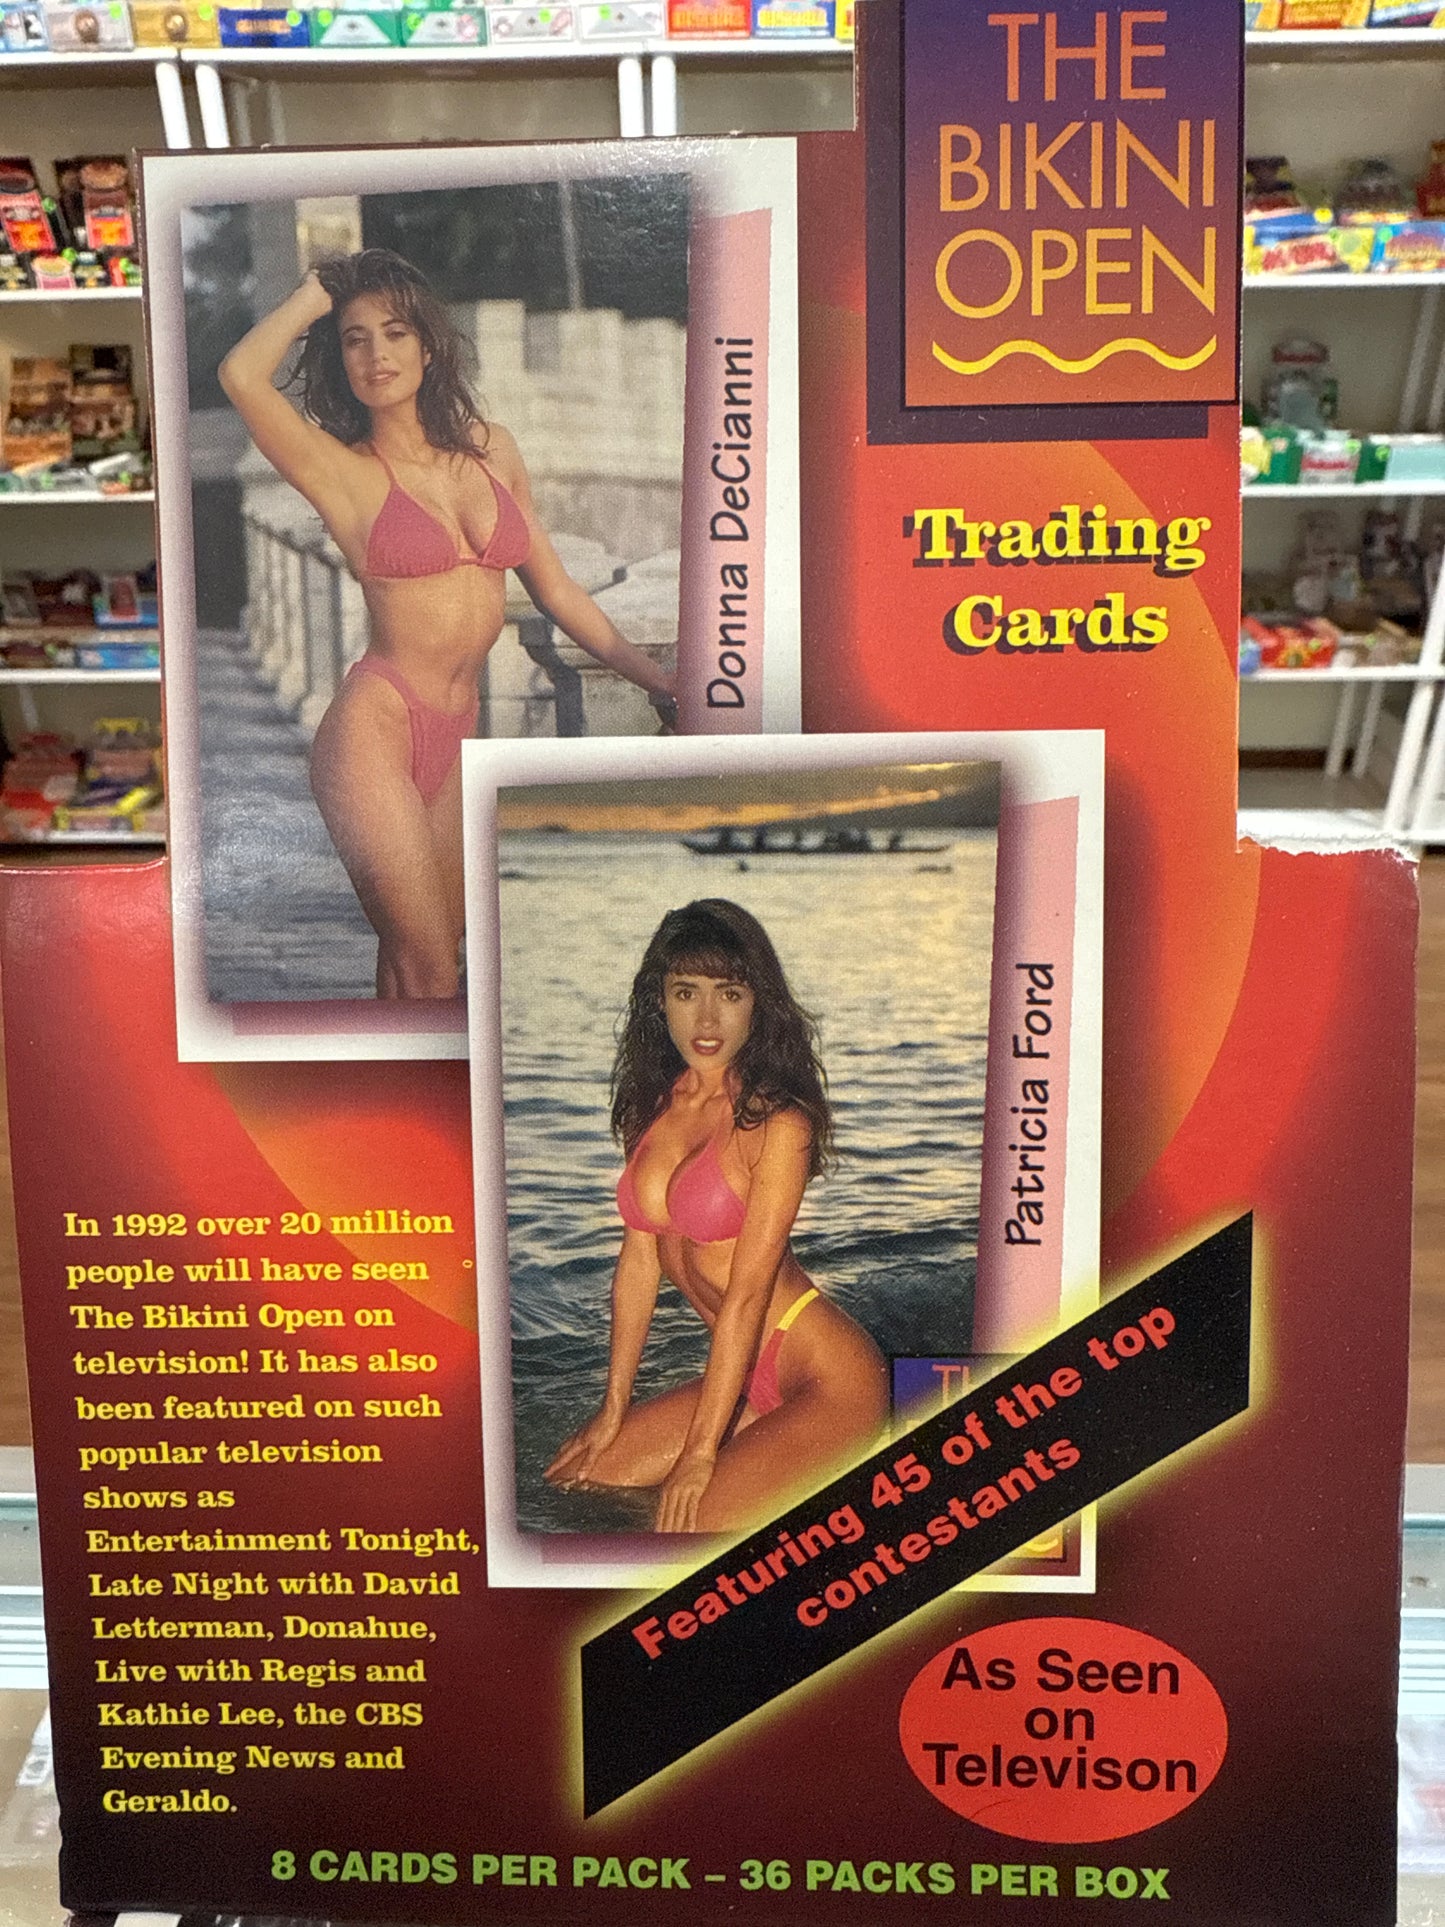 THE
BIKINI
OPEN
Trading
Cards
Donna DeCianni
Patricia Ford
In 1992 over 20 million
people will have seen
The Bikini Open on
television! It has also
been featured on such
popular television
shows as
Entertainment Tonight,
Late Night with David
Letterman, Donahue,
Live with Regis and
Kathie Lee, the CBS
Evening News and
Geraldo.
Featuring 45 of the top
contestants
As Seen
on
Televison
8 CARDS PER PACK – 36 PACKS PER BOX